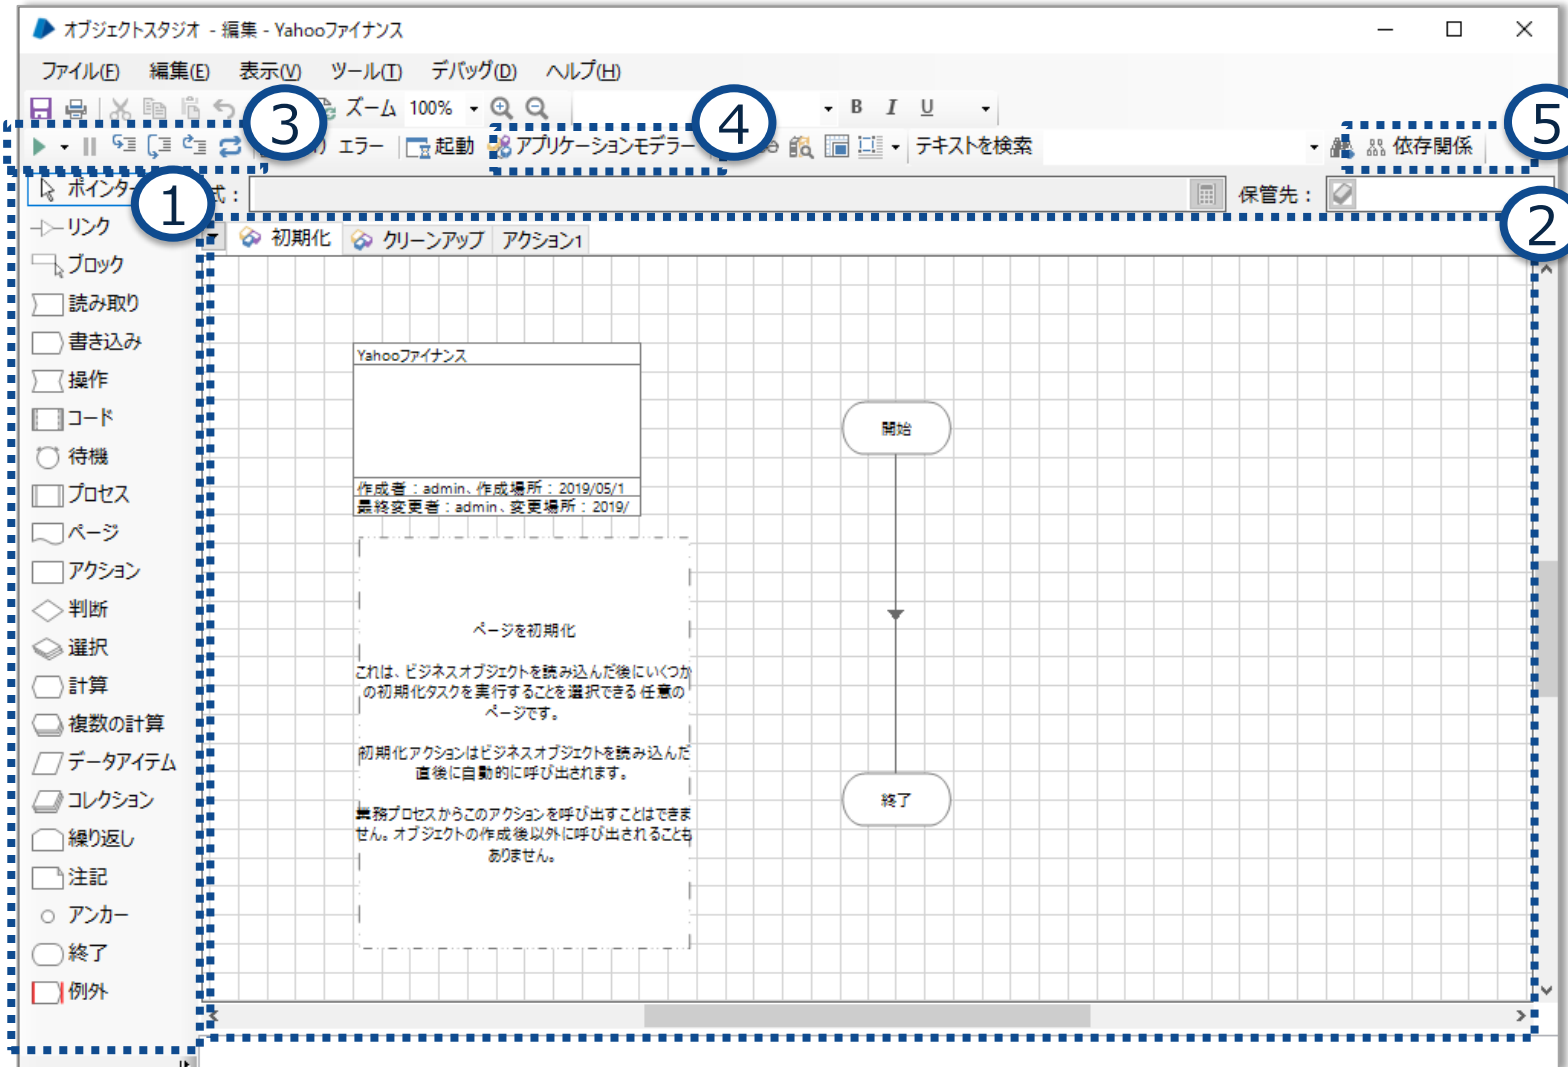 オブジェクトスタジオ - 編集 - Yahooファイナンス
ファイル(F) 編集(E) 表示(V) ツール(T) デバッグ(D) ヘルプ(H)
ズーム 100% B I U
3
4
5
エラー 起動 アプリケーションモデラー テキストを検索 依存関係
ポインター
1
式：
保管先：
2
リンク
初期化 クリーンアップ アクション1
ブロック
読み取り
書き込み
操作
コード
待機
プロセス
ページ
アクション
判断
選択
計算
複数の計算
データアイテム
コレクション
繰り返し
注記
アンカー
終了
例外
Yahooファイナンス
作成者：admin、作成場所：2019/05/1
最終変更者：admin、変更場所：2019/
ページを初期化
これは、ビジネスオブジェクトを読み込んだ後にいくつか
の初期化タスクを実行することを選択できる 任意の
ページです。
初期化アクションはビジネスオブジェクトを読み込んだ
直後に自動的に呼び出されます。
業務プロセスからこのアクションを呼び出すことはできま
せん。オブジェクトの作成後以外に呼び出されることも
ありません。
開始
終了